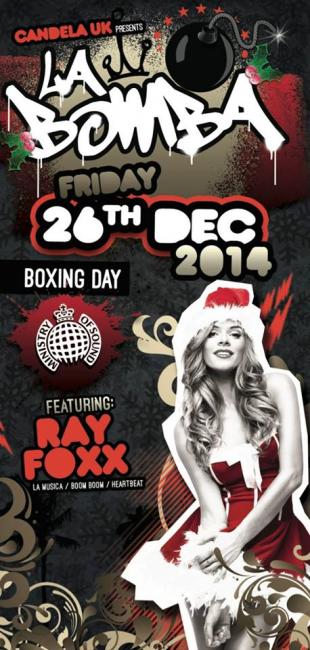 CANDELA UK PRESENTS
LA
BOMBA
FRIDAY
26TH DEC
2014
BOXING DAY
MINISTRY OF SOUND
FEATURING:
RAY
FOXX
LA MUSICA / BOOM BOOM / HEARTBEAT